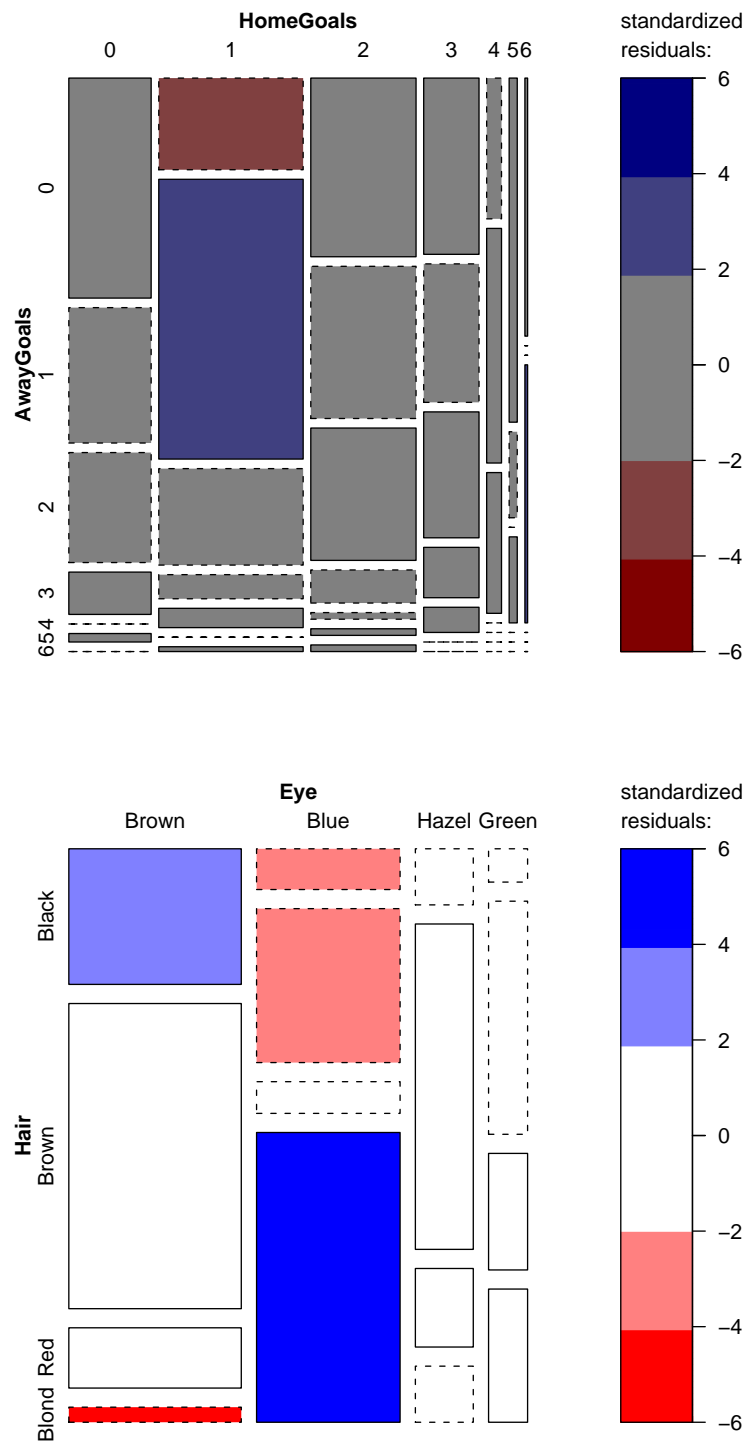 HomeGoals
0 1 2 3 4 5 6
AwayGoals
0
1
2
3
6 5 4
standardized
residuals:
6
4
2
0
−2
−4
−6
Eye
Brown Blue Hazel Green
Hair
Black
Brown
Red
Blond
standardized
residuals:
6
4
2
0
−2
−4
−6